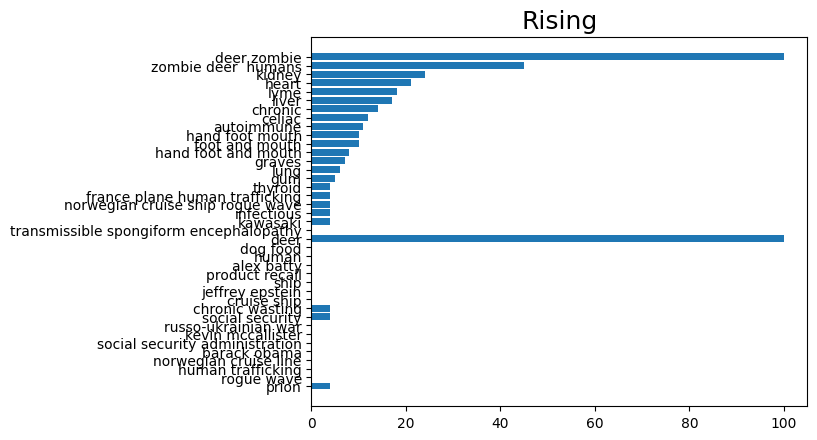 Rising
deer zombie
zombie deer  humans
kidney
heart
lyme
liver
chronic
celiac
autoimmune
hand foot mouth
foot and mouth
hand foot and mouth
graves
lung
gum
thyroid
france plane human trafficking
norwegian cruise ship rogue wave
infectious
kawasaki
transmissible spongiform encephalopathy
deer
dog food
human
alex batty
product recall
ship
jeffrey epstein
cruise ship
chronic wasting
social security
russo-ukrainian war
kevin mccallister
social security administration
barack obama
norwegian cruise line
human trafficking
rogue wave
prion
0 20 40 60 80 100